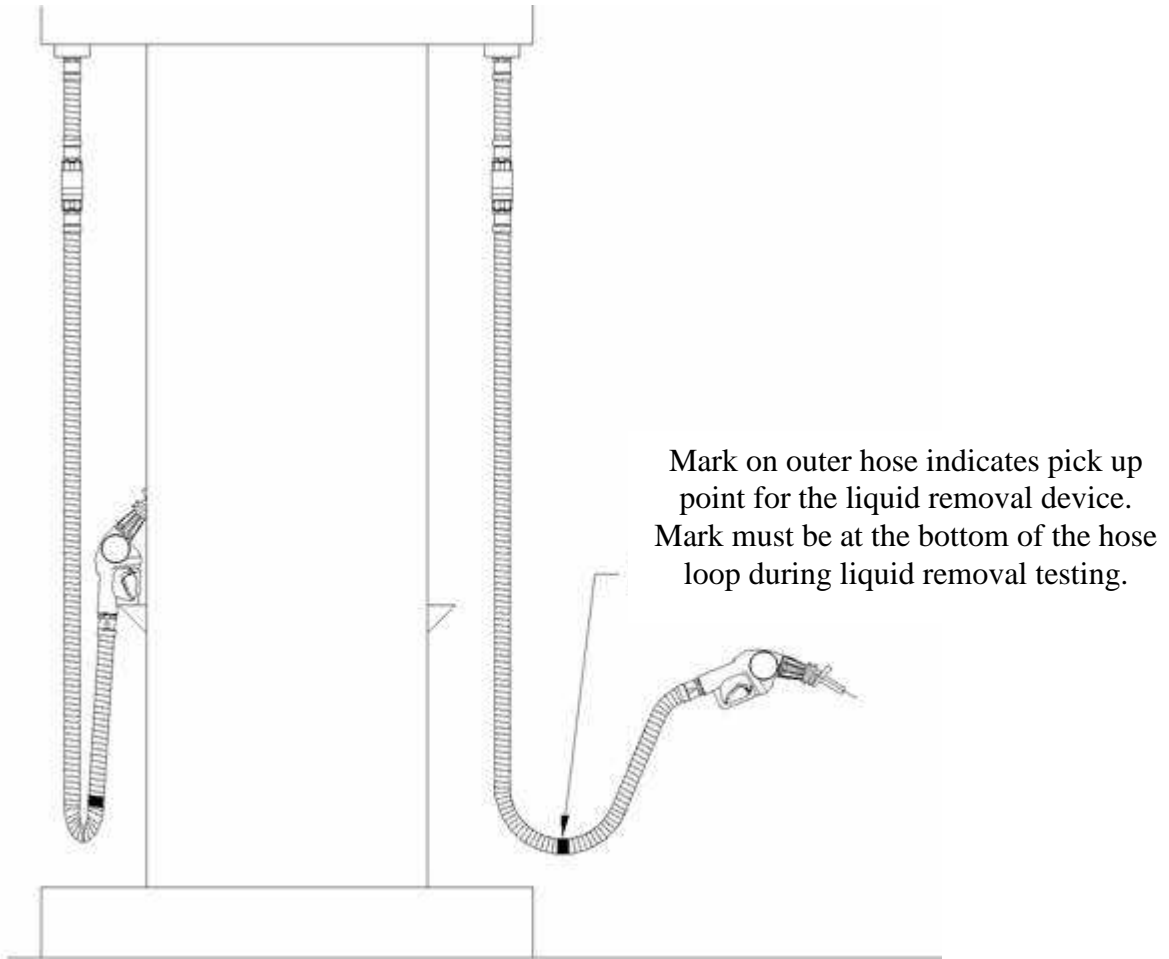 Mark on outer hose indicates pick up
point for the liquid removal device.
Mark must be at the bottom of the hose
loop during liquid removal testing.